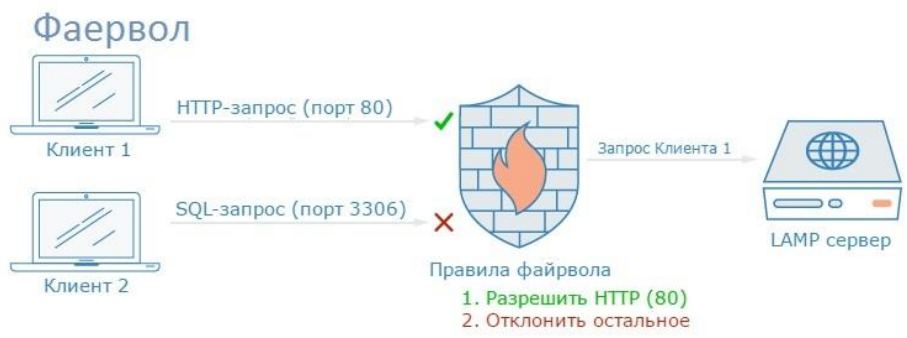 Фаервол
HTTP-запрос (порт 80)
Клиент 1
Запрос Клиента 1
SQL-запрос (порт 3306)
LAMP сервер
Клиент 2
Правила файрвола
1. Разрешить HTTP (80)
2. Отклонить остальное